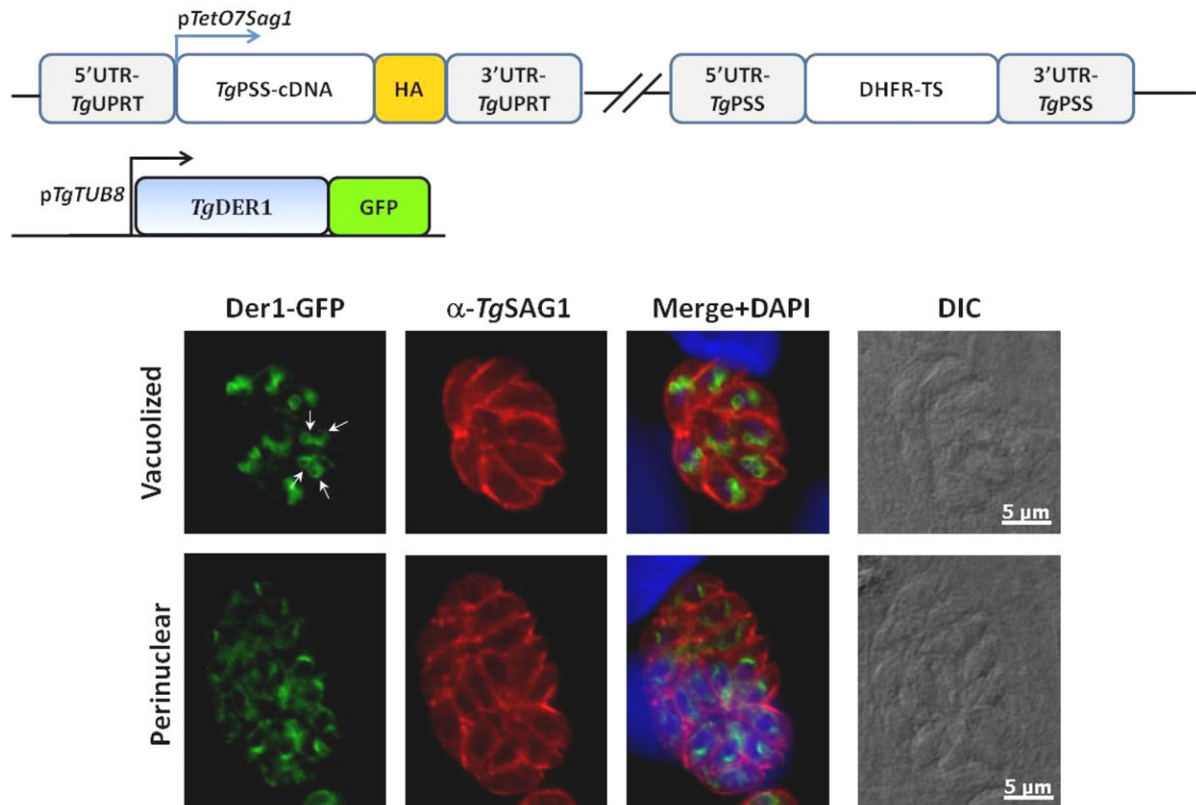 pTetO7Sag1
5’UTR-
TgUPRT
TgPSS-cDNA
HA
3’UTR-
TgUPRT
5’UTR-
TgPSS
DHFR-TS
3’UTR-
TgPSS
pTgTUB8
TgDER1
GFP
Der1-GFP
α-TgSAG1
Merge+DAPI
DIC
Vacuolized
5 µm
Perinuclear
5 µm